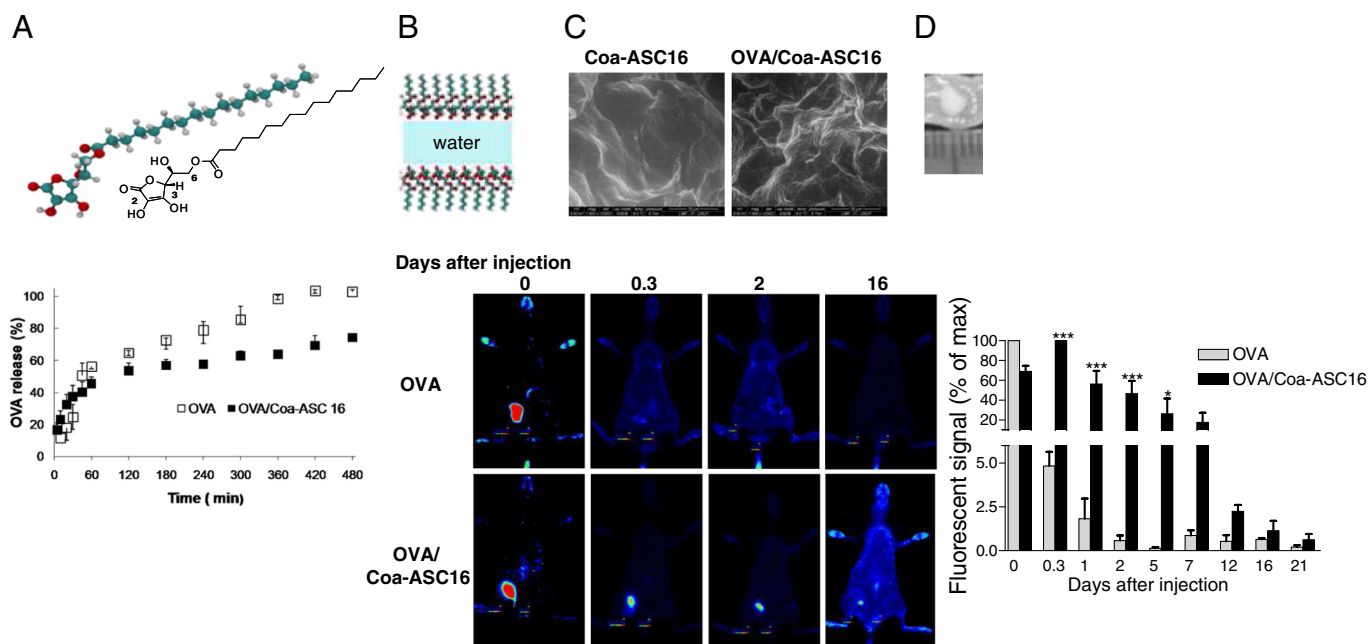 A
B
C
D
Coa-ASC16
OVA/Coa-ASC16
water
HO
O
6
O
O
O
H
2
3
HO
OH
OVA release (%)
100
80
60
40
20
0
□ OVA ■ OVA/Coa-ASC 16
0 60 120 180 240 300 360 420 480
Time ( min)
Days after injection
0 0.3 2 16
OVA
OVA/
Coa-ASC16
Fluorescent signal (% of max)
100
80
60
40
20
5.0
2.5
0.0
*** *** *** *
OVA
OVA/Coa-ASC16
0 0.3 1 2 5 7 12 16 21
Days after injection